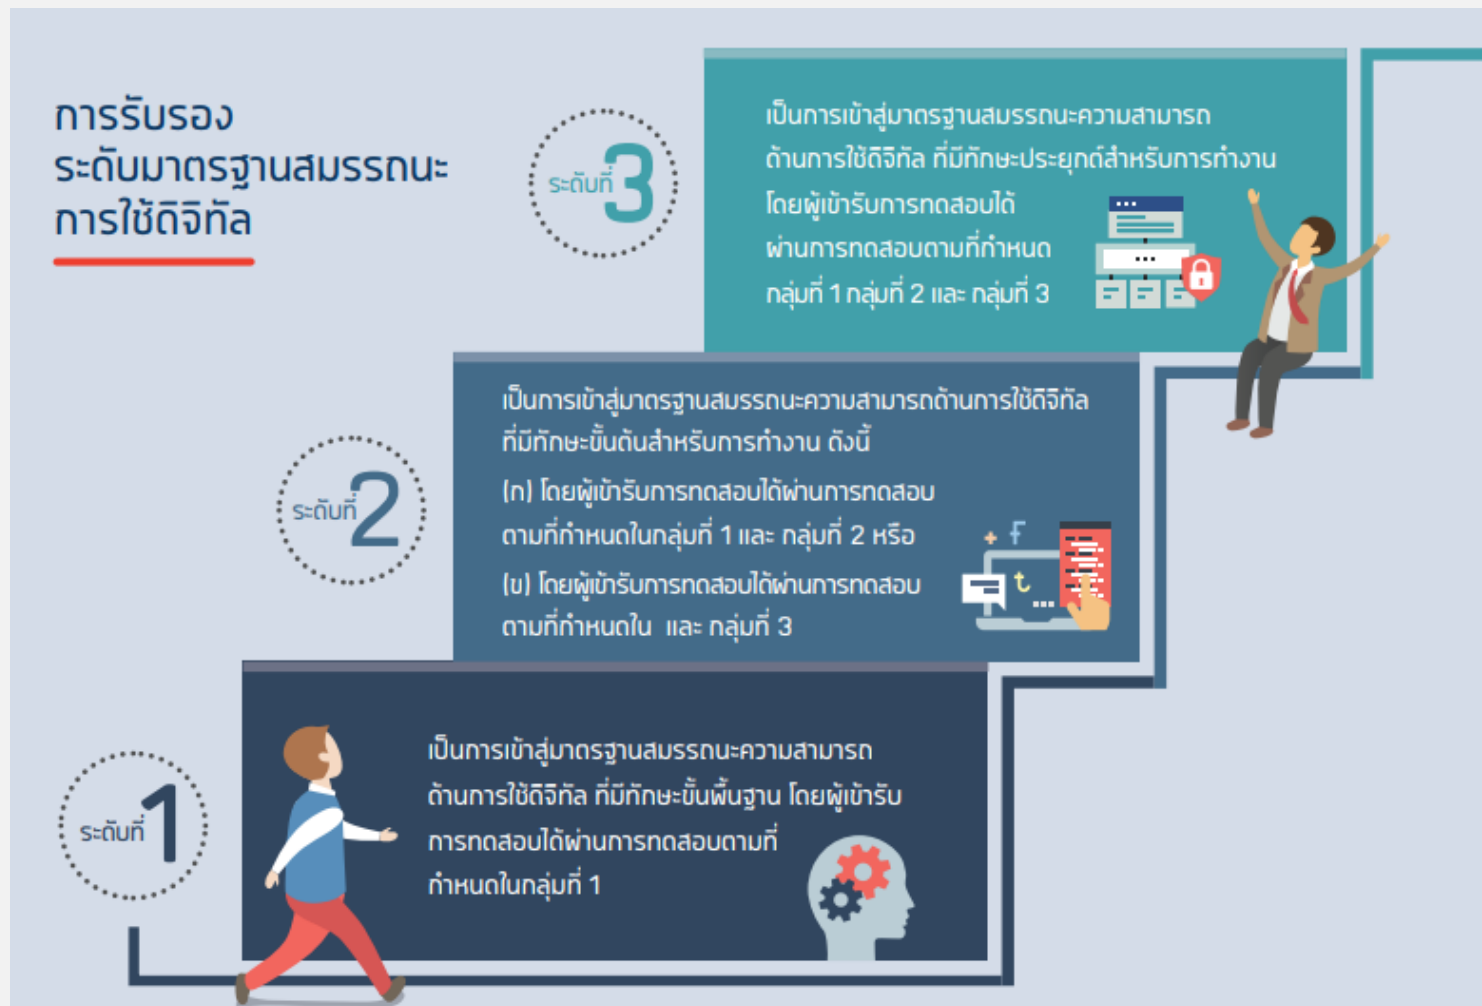 การรับรอง
ระดับมาตรฐานสมรรถนะ
การใช้ดิจิทัล
ระดับที่ 3
เป็นการเข้าสู่มาตรฐานสมรรถนะความสามารถ
ด้านการใช้ดิจิทัล ที่มีทักษะประยุกต์สำหรับการทำงาน
โดยผู้เข้ารับการทดสอบได้
ผ่านการทดสอบตามที่กำหนด
กลุ่มที่ 1 กลุ่มที่ 2 และ กลุ่มที่ 3
ระดับที่ 2
เป็นการเข้าสู่มาตรฐานสมรรถนะความสามารถด้านการใช้ดิจิทัล
ที่มีทักษะขั้นต้นสำหรับการทำงาน ดังนี้
(ก) โดยผู้เข้ารับการทดสอบได้ผ่านการทดสอบ
ตามที่กำหนดในกลุ่มที่ 1 และ กลุ่มที่ 2 หรือ
(ข) โดยผู้เข้ารับการทดสอบได้ผ่านการทดสอบ
ตามที่กำหนดใน และ กลุ่มที่ 3
+ f
t
...
ระดับที่ 1
เป็นการเข้าสู่มาตรฐานสมรรถนะความสามารถ
ด้านการใช้ดิจิทัล ที่มีทักษะขั้นพื้นฐาน โดยผู้เข้ารับ
การทดสอบได้ผ่านการทดสอบตามที่
กำหนดในกลุ่มที่ 1